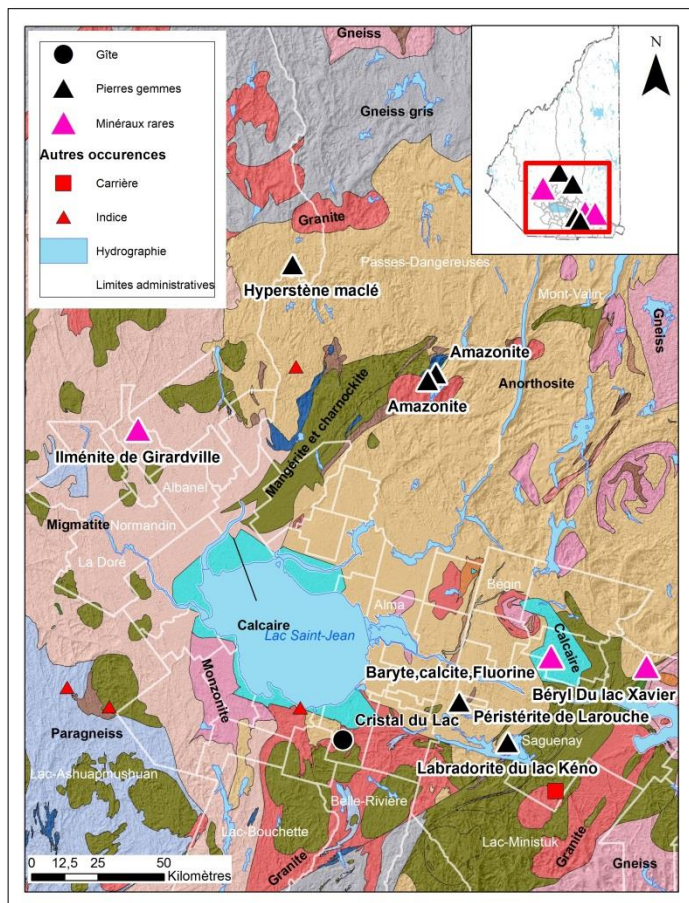 Gîte
Pierres gemmes
Minéraux rares
Autres occurences
Carrière
Indice
Hydrographie
Limites administratives
N
Gneiss
Gneiss gris
Granite
Passes-Dangereuses
Hyperstène maclé
Mont-Valin
Gneiss
Amazonite
Anorthosite
Amazonite
Mangérite et charnockite
Ilménite de Girardville
Albanel
Migmatite
Normandin
La Doré
Calcaire
Lac Saint-Jean
Alma
Bégin
Calcaire
Monzonite
Baryte,calcite,Fluorine
Béryl Du lac Xavier
Péristérite de Larouche
Cristal du Lac
Paragneiss
Saguenay
Lac-Ashuapmushuan
Labradorite du lac Kéno
Belle-Rivière
Lac-Bouchette
Lac-Ministuk
Granite
Granite
Gneiss
0 12,5 25 50
Kilomètres